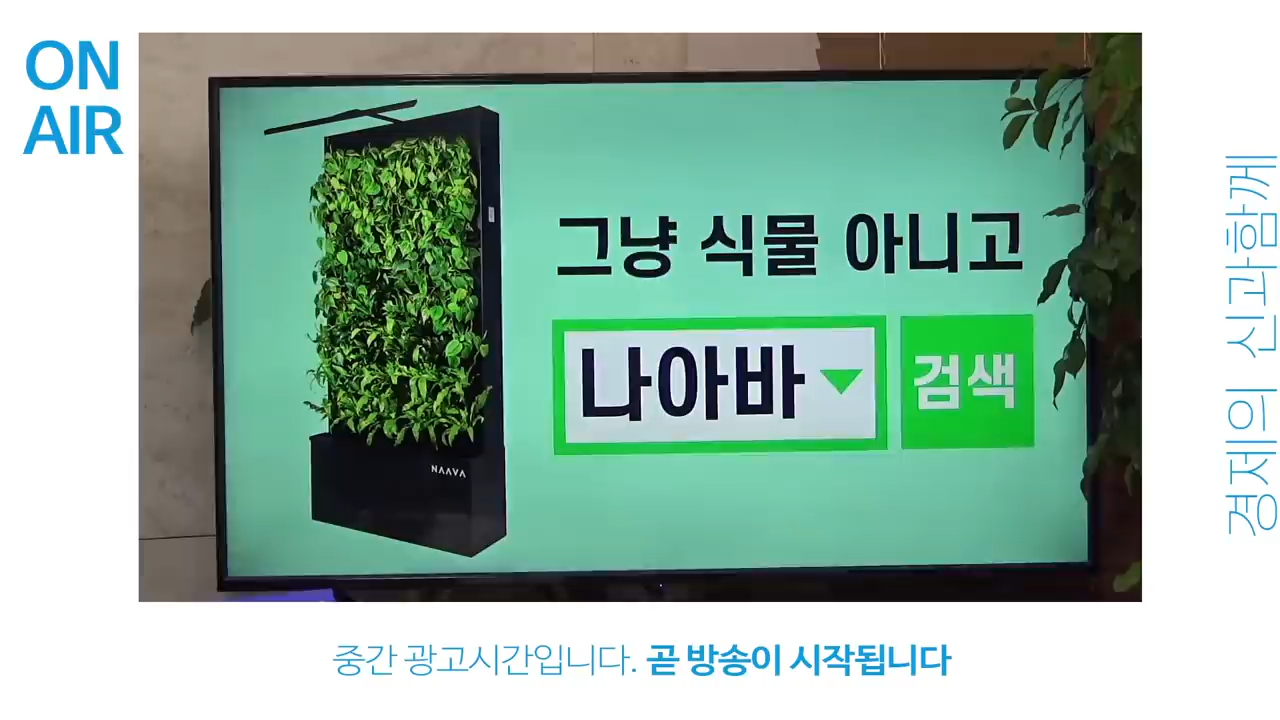 ON
AIR
그냥 식물 아니고
나아바
검색
NAAVA
경제의 신과함께
중간 광고시간입니다. 곧 방송이 시작됩니다